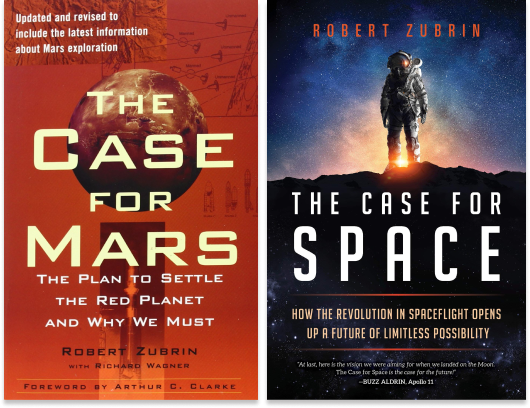 Updated and revised to
include the latest information
about Mars exploration
THE
CASE
FOR
MARS
THE PLAN TO SETTLE
THE RED PLANET
AND WHY WE MUST
ROBERT ZUBRIN
WITH RICHARD WAGNER
FOREWORD BY ARTHUR C. CLARKE
ROBERT ZUBRIN
THE CASE FOR
SPACE
HOW THE REVOLUTION IN SPACEFLIGHT OPENS
UP A FUTURE OF LIMITLESS POSSIBILITY
"At last, here is the vision we were aiming for when we landed on the Moon.
The Case for Space is the case for the future!"
—BUZZ ALDRIN, Apollo 11